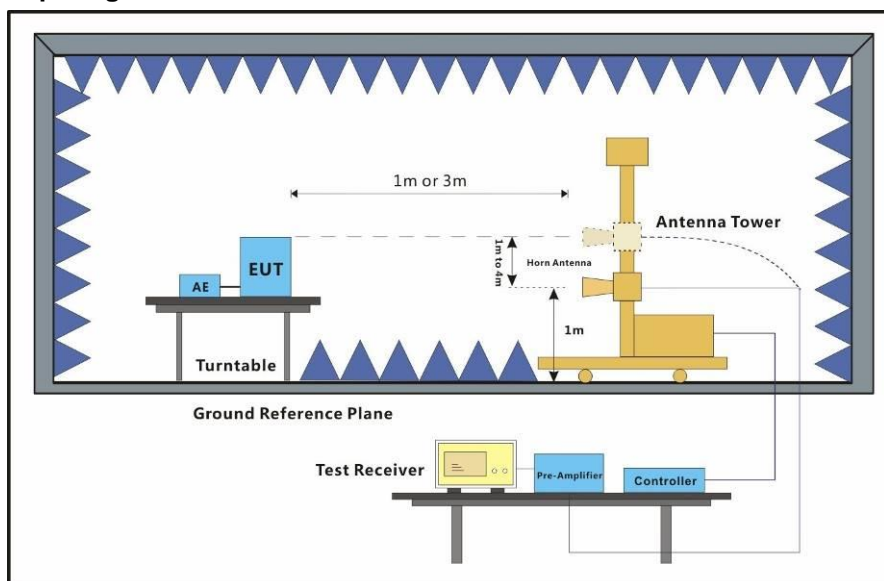 1m or 3m
Antenna Tower
1m to 4m
Horn Antenna
EUT
AE
1m
Turntable
Ground Reference Plane
Test Receiver
Pre-Amplifier
Controller